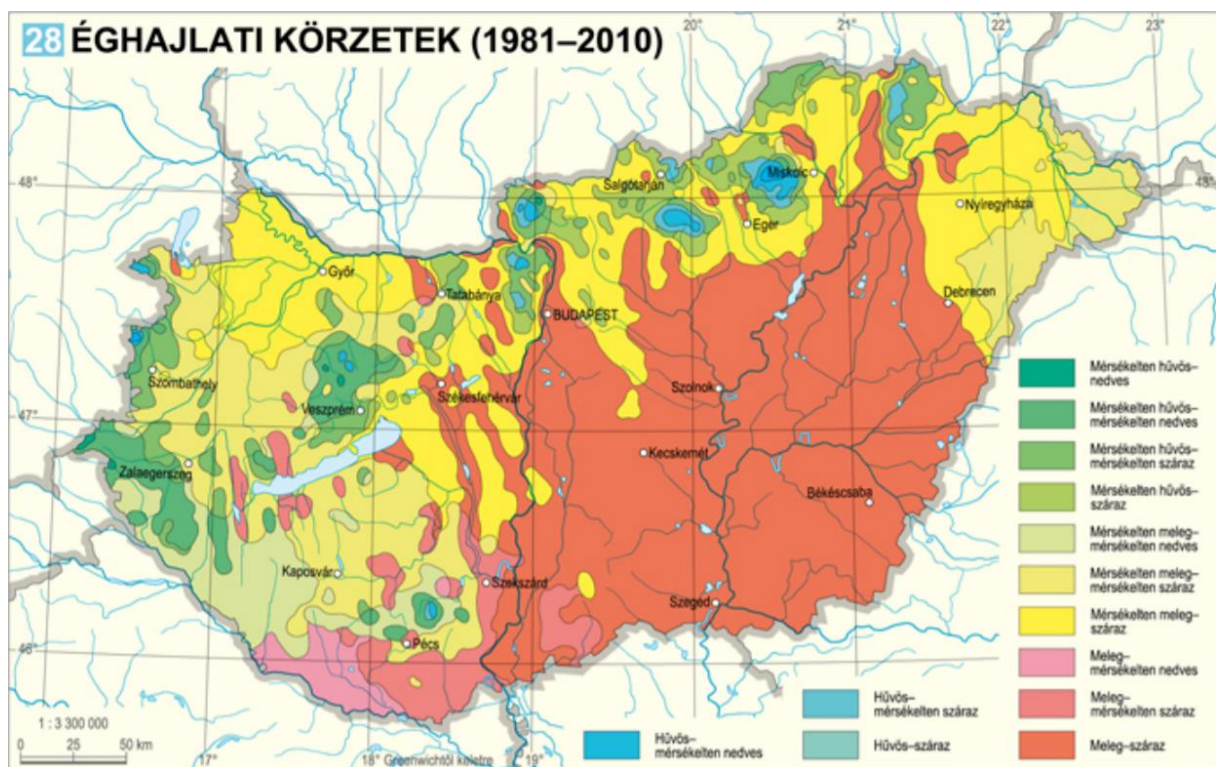 28 ÉGHAJLATI KÖRZETEK (1981–2010)
20°
21°
22°
23°
48°
48°
Miskolc
Salgótarján
Nyíregyháza
Eger
Győr
Debrecen
Tatabánya
BUDAPEST
Szombathely
Székesfehérvár
Szolnok
Veszprém
47°
Kecskemét
Zalaegerszeg
Békéscsaba
Kaposvár
Szekszárd
Szeged
Pécs
46°
Mérsékelten hűvös–
nedves
Mérsékelten hűvös–
mérsékelten nedves
Mérsékelten hűvös–
mérsékelten száraz
Mérsékelten hűvös–
száraz
Mérsékelten meleg–
mérsékelten nedves
Mérsékelten meleg–
mérsékelten száraz
Mérsékelten meleg–
száraz
Meleg–
mérsékelten nedves
Meleg–
mérsékelten száraz
Meleg–száraz
Hűvös–
mérsékelten száraz
Hűvös–száraz
Hűvös–
mérsékelten nedves
1 : 3 300 000
0 25 50 km
17°
18° Greenwichtől keletre
19°